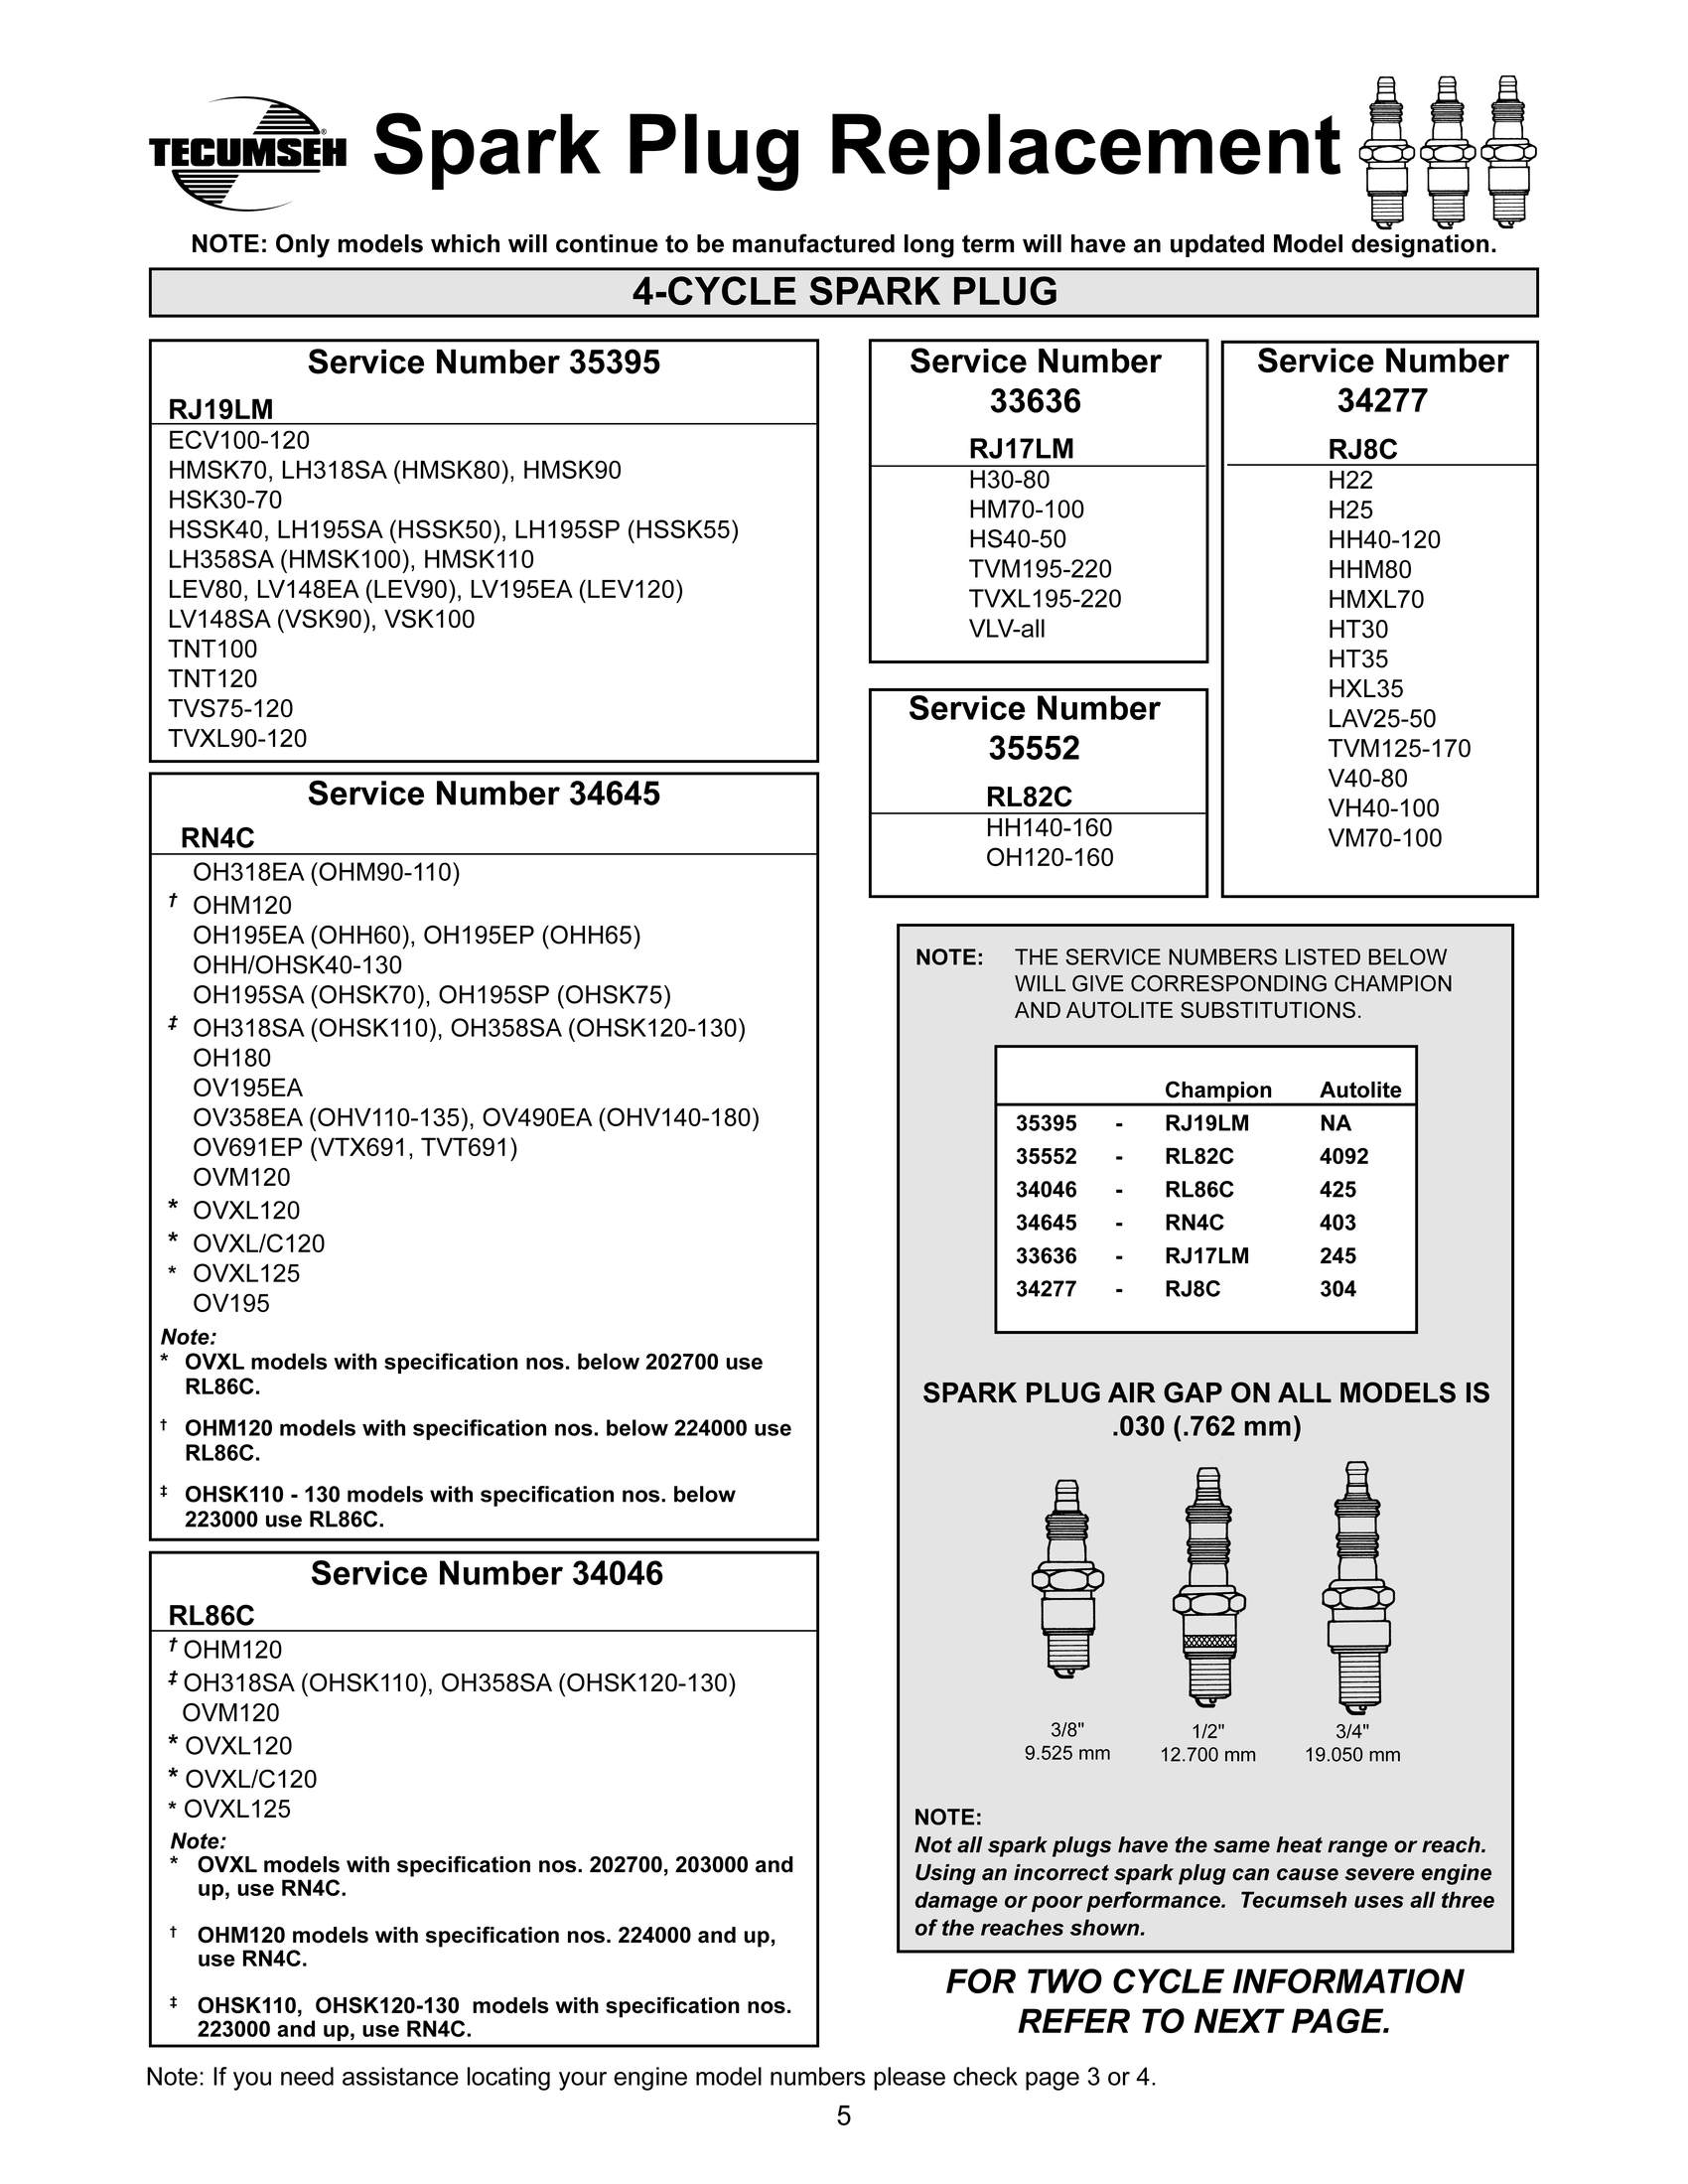 TECUMSEH®
Spark Plug Replacement
NOTE: Only models which will continue to be manufactured long term will have an updated Model designation.
4-CYCLE SPARK PLUG
Service Number 35395
RJ19LM
ECV100-120
HMSK70, LH318SA (HMSK80), HMSK90
HSK30-70
HSSK40, LH195SA (HSSK50), LH195SP (HSSK55)
LH358SA (HMSK100), HMSK110
LEV80, LV148EA (LEV90), LV195EA (LEV120)
LV148SA (VSK90), VSK100
TNT100
TNT120
TVS75-120
TVXL90-120
Service Number 34645
RN4C
OH318EA (OHM90-110)
† OHM120
OH195EA (OHH60), OH195EP (OHH65)
OHH/OHSK40-130
OH195SA (OHSK70), OH195SP (OHSK75)
‡ OH318SA (OHSK110), OH358SA (OHSK120-130)
OH180
OV195EA
OV358EA (OHV110-135), OV490EA (OHV140-180)
OV691EP (VTX691, TVT691)
OVM120
* OVXL120
* OVXL/C120
* OVXL125
OV195
Note:
* OVXL models with specification nos. below 202700 use
RL86C.
† OHM120 models with specification nos. below 224000 use
RL86C.
‡ OHSK110 - 130 models with specification nos. below
223000 use RL86C.
Service Number 34046
RL86C
† OHM120
‡ OH318SA (OHSK110), OH358SA (OHSK120-130)
OVM120
* OVXL120
* OVXL/C120
* OVXL125
Note:
* OVXL models with specification nos. 202700, 203000 and
up, use RN4C.
† OHM120 models with specification nos. 224000 and up,
use RN4C.
‡ OHSK110, OHSK120-130 models with specification nos.
223000 and up, use RN4C.
Service Number
33636
RJ17LM
H30-80
HM70-100
HS40-50
TVM195-220
TVXL195-220
VLV-all
Service Number
35552
RL82C
HH140-160
OH120-160
Service Number
34277
RJ8C
H22
H25
HH40-120
HHM80
HMXL70
HT30
HT35
HXL35
LAV25-50
TVM125-170
V40-80
VH40-100
VM70-100
NOTE: THE SERVICE NUMBERS LISTED BELOW
WILL GIVE CORRESPONDING CHAMPION
AND AUTOLITE SUBSTITUTIONS.
Champion Autolite
35395 - RJ19LM NA
35552 - RL82C 4092
34046 - RL86C 425
34645 - RN4C 403
33636 - RJ17LM 245
34277 - RJ8C 304
SPARK PLUG AIR GAP ON ALL MODELS IS
.030 (.762 mm)
3/8" 1/2" 3/4"
9.525 mm 12.700 mm 19.050 mm
NOTE:
Not all spark plugs have the same heat range or reach.
Using an incorrect spark plug can cause severe engine
damage or poor performance. Tecumseh uses all three
of the reaches shown.
FOR TWO CYCLE INFORMATION
REFER TO NEXT PAGE.
Note: If you need assistance locating your engine model numbers please check page 3 or 4.
5